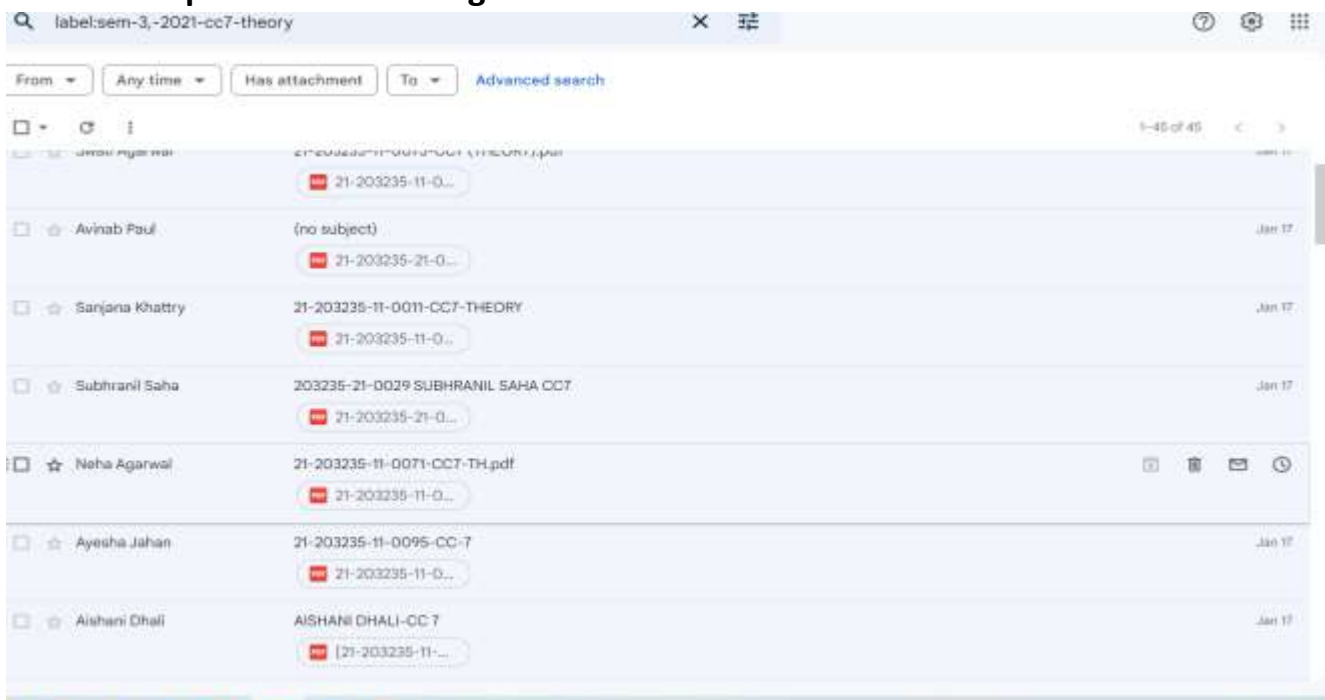 label:sem-3,-2021-cc7-theory
From Any time Has attachment To Advanced search
1-45 of 45
21-203235-11-0...
Avinab Paul (no subject) Jan 17
21-203235-21-0...
Sanjana Khattry 21-203235-11-0011-CC7-THEORY Jan 17
21-203235-11-0...
Subhranil Saha 203235-21-0029 SUBHRANIL SAHA CC7 Jan 17
21-203235-21-0...
Neha Agarwal 21-203235-11-0071-CC7-TH.pdf
21-203235-11-0...
Ayesha Jahan 21-203235-11-0095-CC-7 Jan 17
21-203235-11-0...
Aishani Dhali AISHANI DHALI-CC 7 Jan 17
[21-203235-11-...